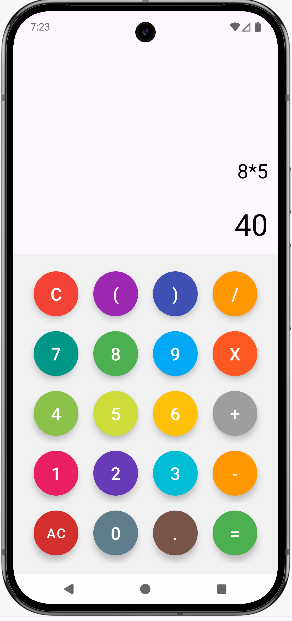 7:23
8*5
40
C ( ) /
7 8 9 X
4 5 6 +
1 2 3 -
AC 0 . =